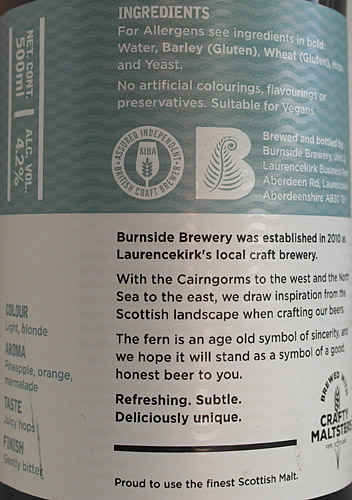 NET. CONT.
500ml
ALC. VOL.
4.2%
INGREDIENTS
For Allergens see ingredients in bold:
Water, Barley (Gluten), Wheat (Gluten), Hops
and Yeast.
No artificial colourings, flavourings or
preservatives. Suitable for Vegans.
ASSURED INDEPENDENT
SIBA
BRITISH CRAFT BREWER
Brewed and bottled by:
Burnside Brewery, Unit
Laurencekirk Business
Aberdeen Rd, Laurencekirk
Aberdeenshire AB30
Burnside Brewery was established in 2010 as
Laurencekirk's local craft brewery.
With the Cairngorms to the west and the North
Sea to the east, we draw inspiration from the
Scottish landscape when crafting our beers.
The fern is an age old symbol of sincerity, and
we hope it will stand as a symbol of a good,
honest beer to you.
Refreshing. Subtle.
Deliciously unique.
Proud to use the finest Scottish Malt.
COLOUR
Light, blonde
AROMA
Pineapple, orange,
marmalade
TASTE
Juicy hops
FINISH
Gently bitter
BREWED WITH
CRAFTY
MALTSTERS